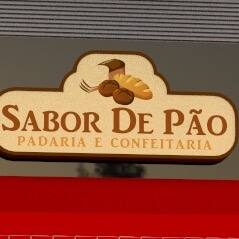 SABOR DE PÃO
PADARIA E CONFEITARIA